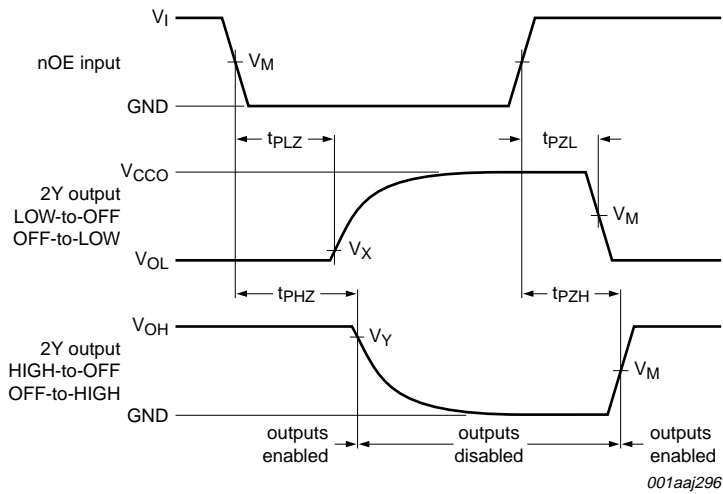 VI
nOE input
VM
GND
tPLZ
tPZL
VCCO
2Y output
LOW-to-OFF
OFF-to-LOW
VM
VX
VOL
tPHZ
tPZH
VOH
VY
2Y output
HIGH-to-OFF
OFF-to-HIGH
VM
GND
outputs
enabled
outputs
disabled
outputs
enabled
001aaj296